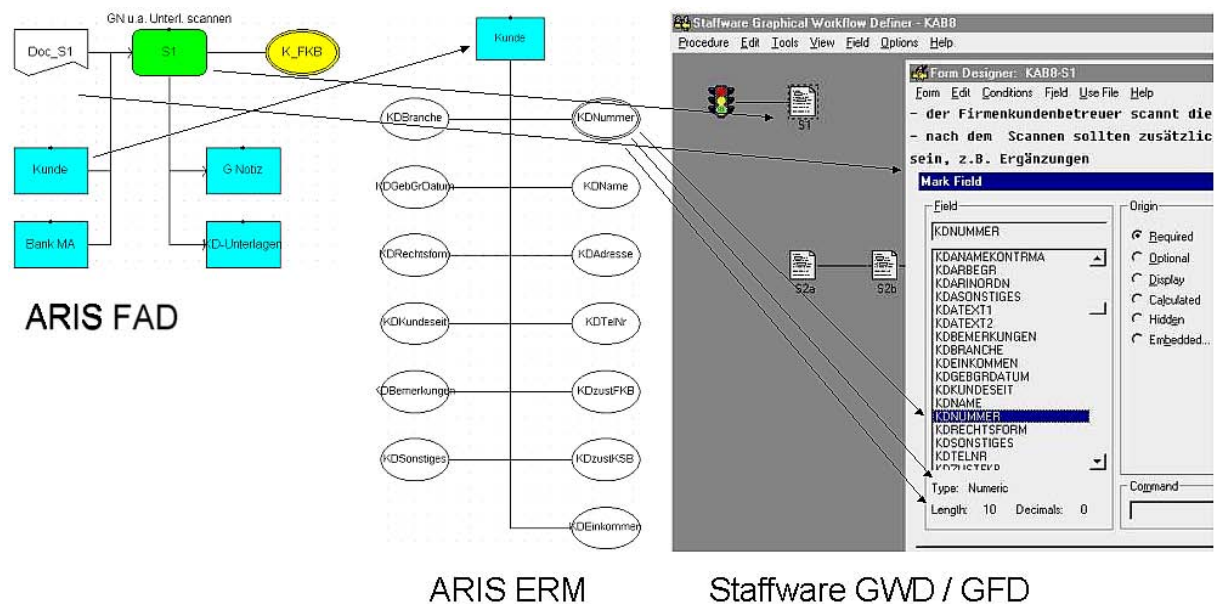 GN u.a. Unterl. scannen
Doc_S1
S1
K_FKB
Kunde
G Notiz
Bank MA
KD-Unterlagen
ARIS FAD
Kunde
KDBranche
KDNummer
KDGebGrDatum
KDName
KDRechtsform
KDAdresse
KDKundeseit
KDTelNr
KDBemerkungen
KDzustFKB
KDSonstiges
KDzustKSB
KDEinkommen
ARIS ERM
Staffware Graphical Workflow Definer - KAB8
Procedure Edit Tools View Field Options Help
S1
S2a
S2b
Form Designer: KAB8-S1
Form Edit Conditions Field Use File Help
- der Firmenkundenbetreuer scannt die
- nach dem Scannen sollten zusätzlic
sein, z.B. Ergänzungen
Mark Field
Field
KDNUMMER
KDANAMEKONTRMA
KDARBEGR
KDARINORDN
KDASONSTIGES
KDATEXT1
KDATEXT2
KDBEMERKUNGEN
KDBRANCHE
KDEINKOMMEN
KDGEBGRDATUM
KDKUNDESEIT
KDNAME
KDNUMMER
KDRECHTSFORM
KDSONSTIGES
KDTELNR
Type: Numeric
Length: 10 Decimals: 0
Origin
Required
Optional
Display
Calculated
Hidden
Embedded...
Command
Staffware GWD / GFD